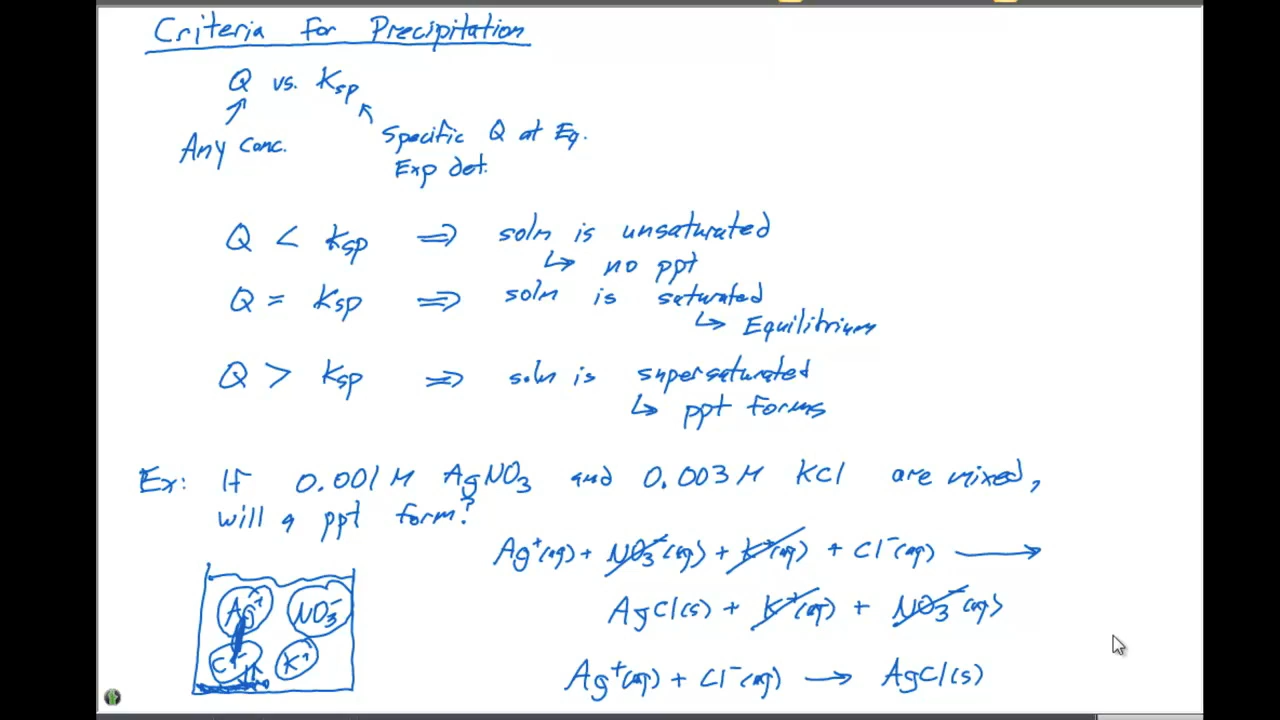 Criteria for Precipitation
Q vs. Ksp
Any conc.
Specific Q at Eq.
Exp det.
Q < Ksp ⇒ soln is unsaturated
↳ no ppt
Q = Ksp ⇒ soln is saturated
↳ Equilibrium
Q > Ksp ⇒ soln is supersaturated
↳ ppt forms
Ex: If 0.001 M AgNO₃ and 0.003 M KCl are mixed,
will a ppt form?
Ag⁺(aq) + NO₃⁻(aq) + K⁺(aq) + Cl⁻(aq) ⟶
AgCl(s) + K⁺(aq) + NO₃⁻(aq)
Ag⁺ NO₃⁻
Cl⁻ K⁺
Ag⁺(aq) + Cl⁻(aq) ⟶ AgCl(s)